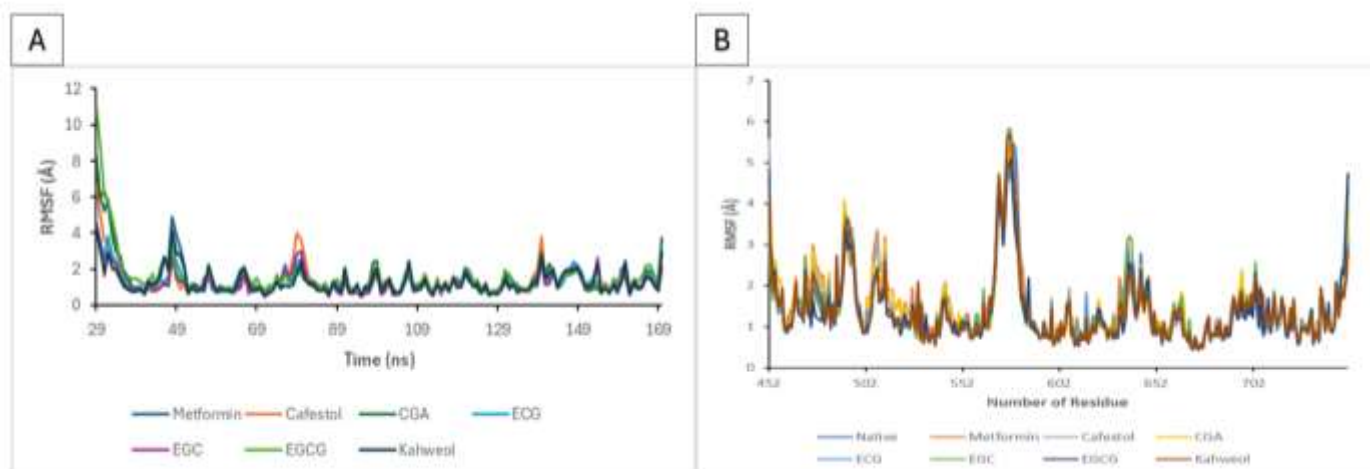 A
12
10
8
6
4
2
0
RMSF (Å)
29 49 69 89 109 129 149 169
Time (ns)
Metformin Cafestol CGA ECG
EGC EGCG Kahweol
B
7
6
5
4
3
2
1
0
RMSF (Å)
452 502 552 602 652 702
Number of Residue
Native Metformin Cafestol CGA
ECG EGC EGCG Kahweol